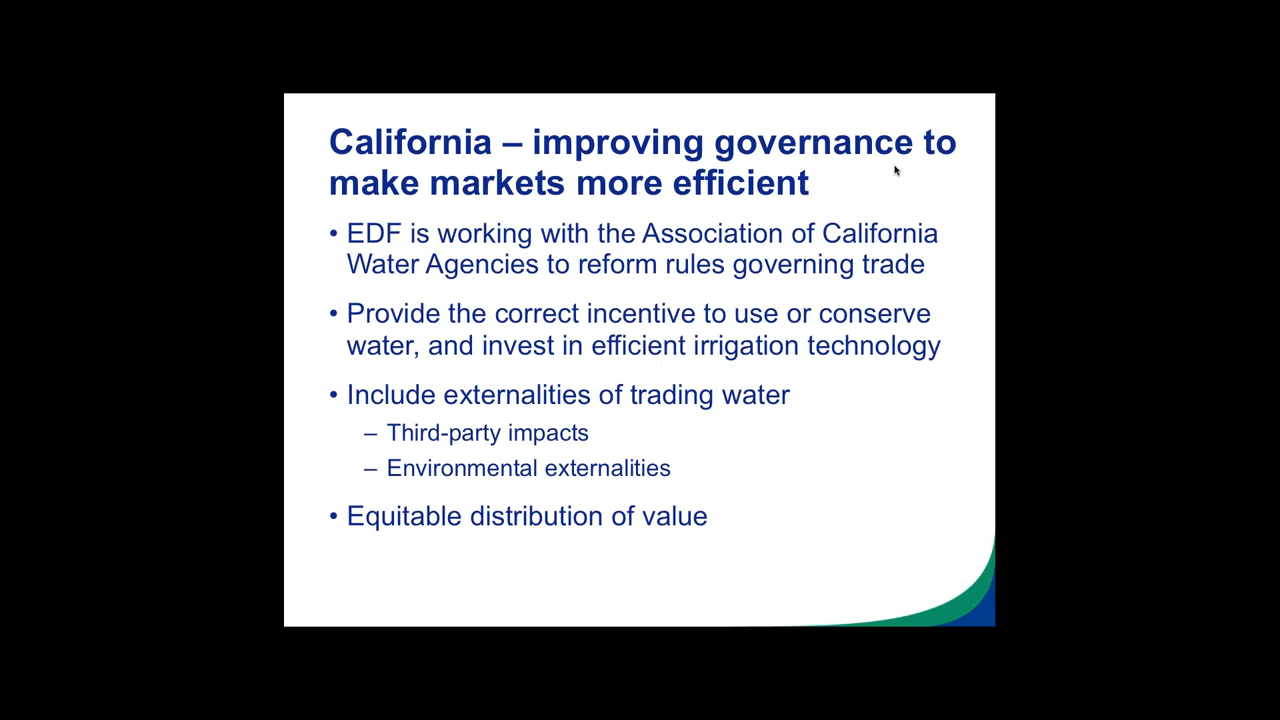 California – improving governance to
make markets more efficient
• EDF is working with the Association of California
Water Agencies to reform rules governing trade
• Provide the correct incentive to use or conserve
water, and invest in efficient irrigation technology
• Include externalities of trading water
– Third-party impacts
– Environmental externalities
• Equitable distribution of value